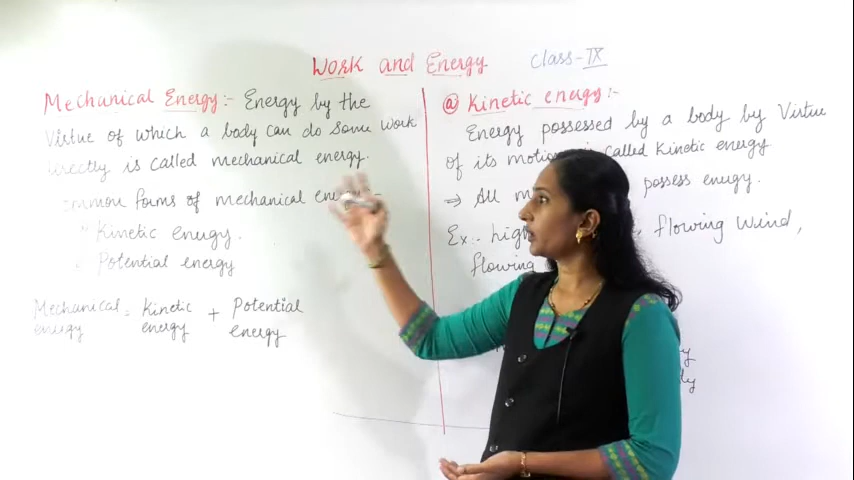 Work and Energy Class-IX
Mechanical Energy:- Energy by the
Virtue of which a body can do some work
directly is called mechanical energy.
common forms of mechanical energy:-
Kinetic energy.
Potential energy
Mechanical energy = Kinetic energy + Potential energy
a Kinetic energy:-
Energy possessed by a body by Virtue
of its motion is called Kinetic energy
⇒ All possess energy.
Ex:- flowing wind,
flowing